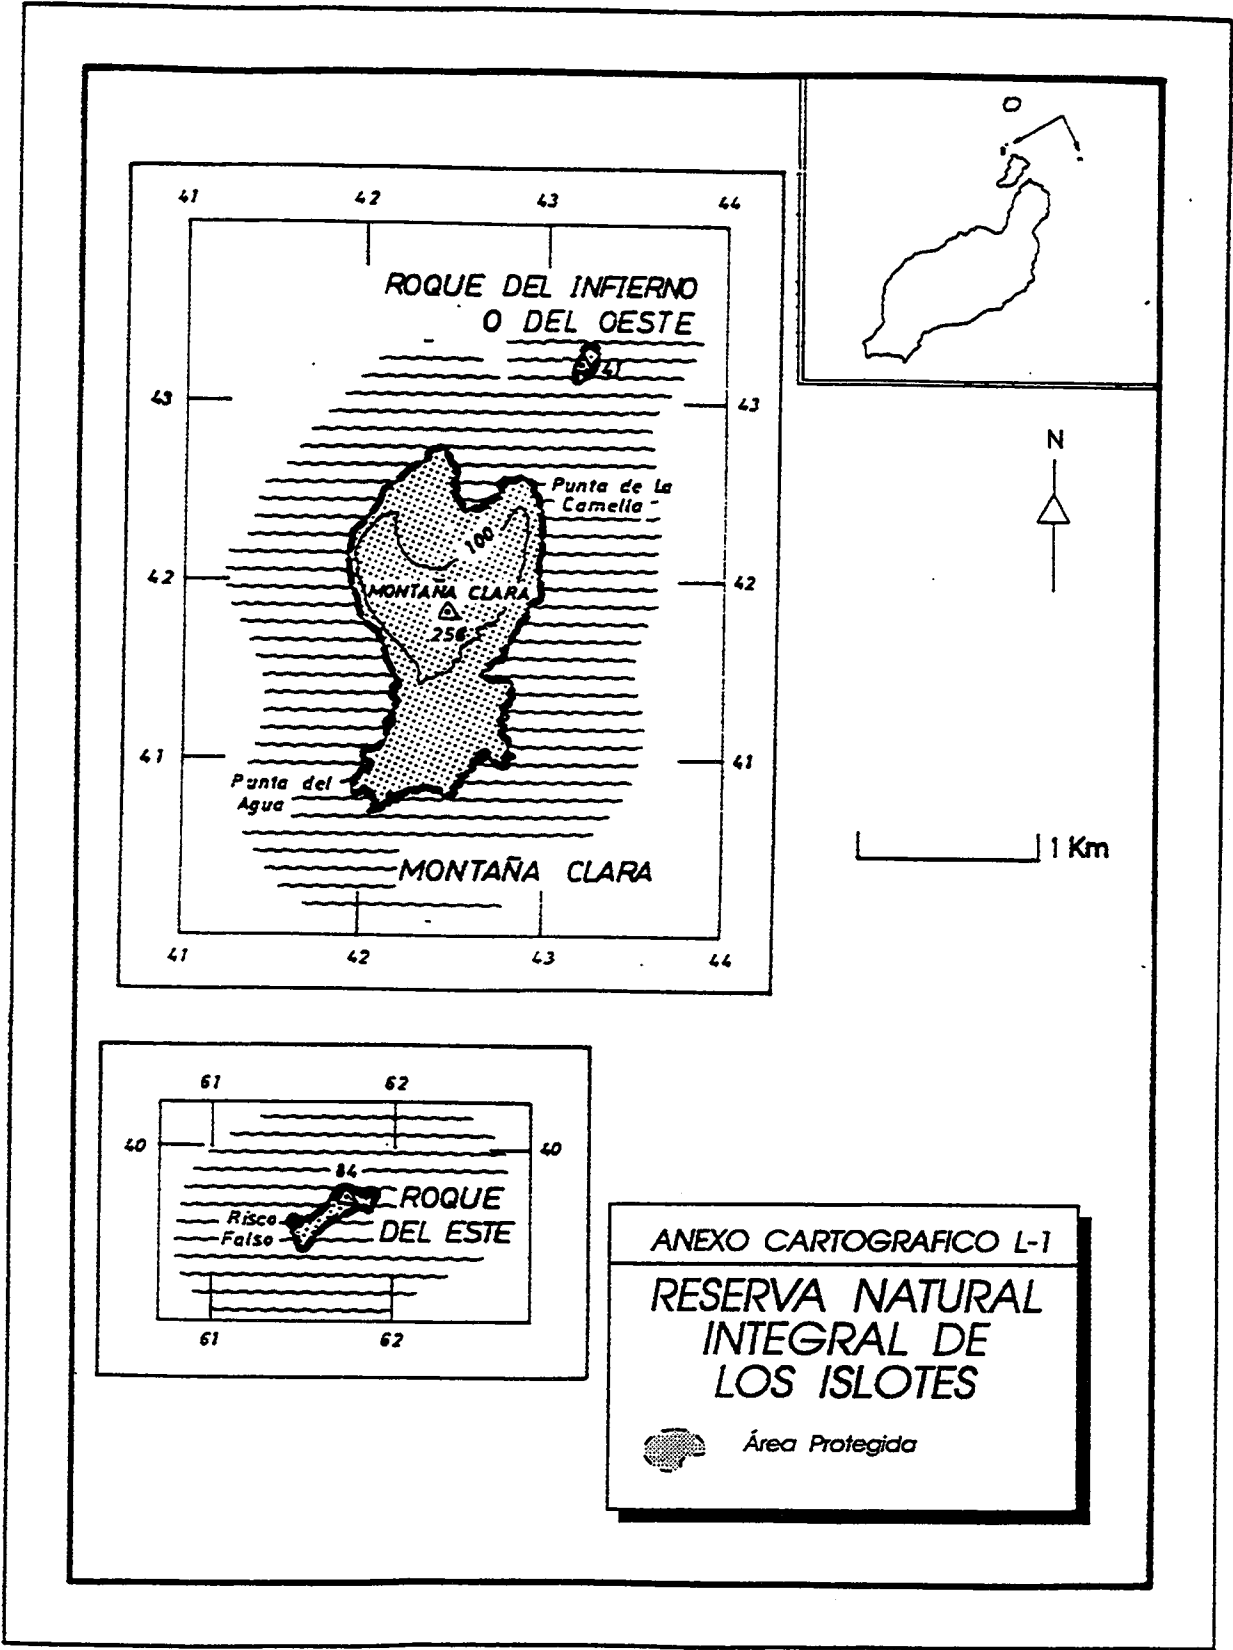 41 42 43 44
ROQUE DEL INFIERNO
O DEL OESTE
41
43 43
Punta de La
Camella
100
42 42
MONTAÑA CLARA
256
41 41
Punta del
Agua
MONTAÑA CLARA
41 42 43 44
N
1 Km
61 62
40 40
84
ROQUE
DEL ESTE
Risco
Falso
61 62
ANEXO CARTOGRAFICO L-1
RESERVA NATURAL
INTEGRAL DE
LOS ISLOTES
Área Protegida